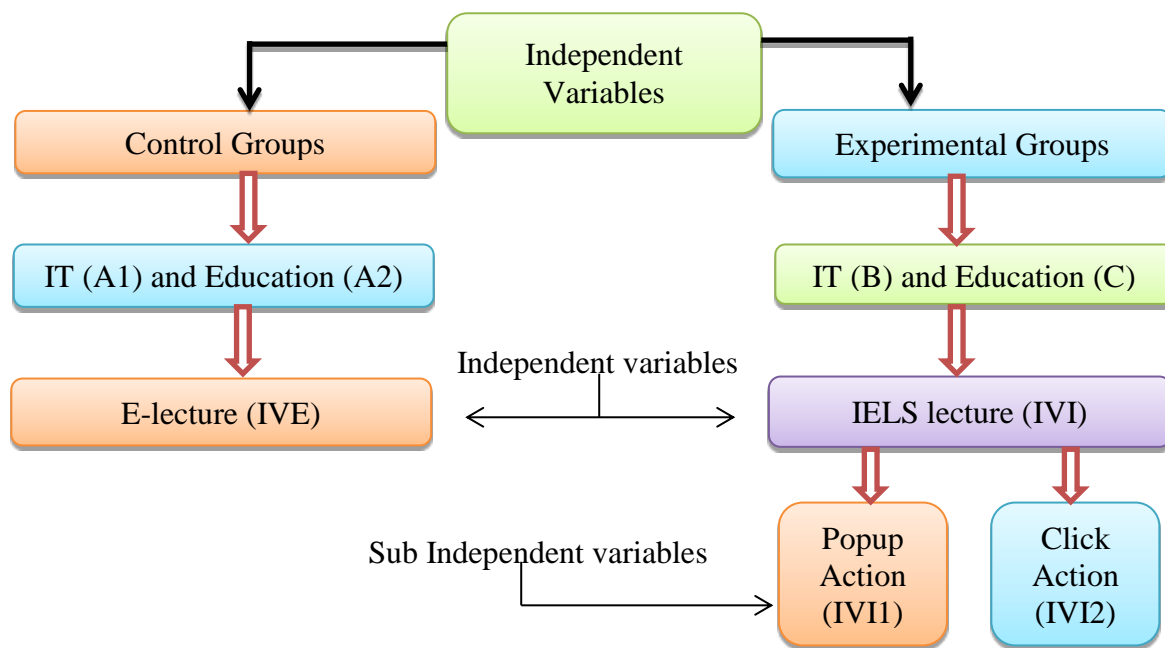 Independent
Variables
Control Groups
Experimental Groups
IT (A1) and Education (A2)
IT (B) and Education (C)
Independent variables
E-lecture (IVE)
IELS lecture (IVI)
Sub Independent variables
Popup
Action
(IVI1)
Click
Action
(IVI2)